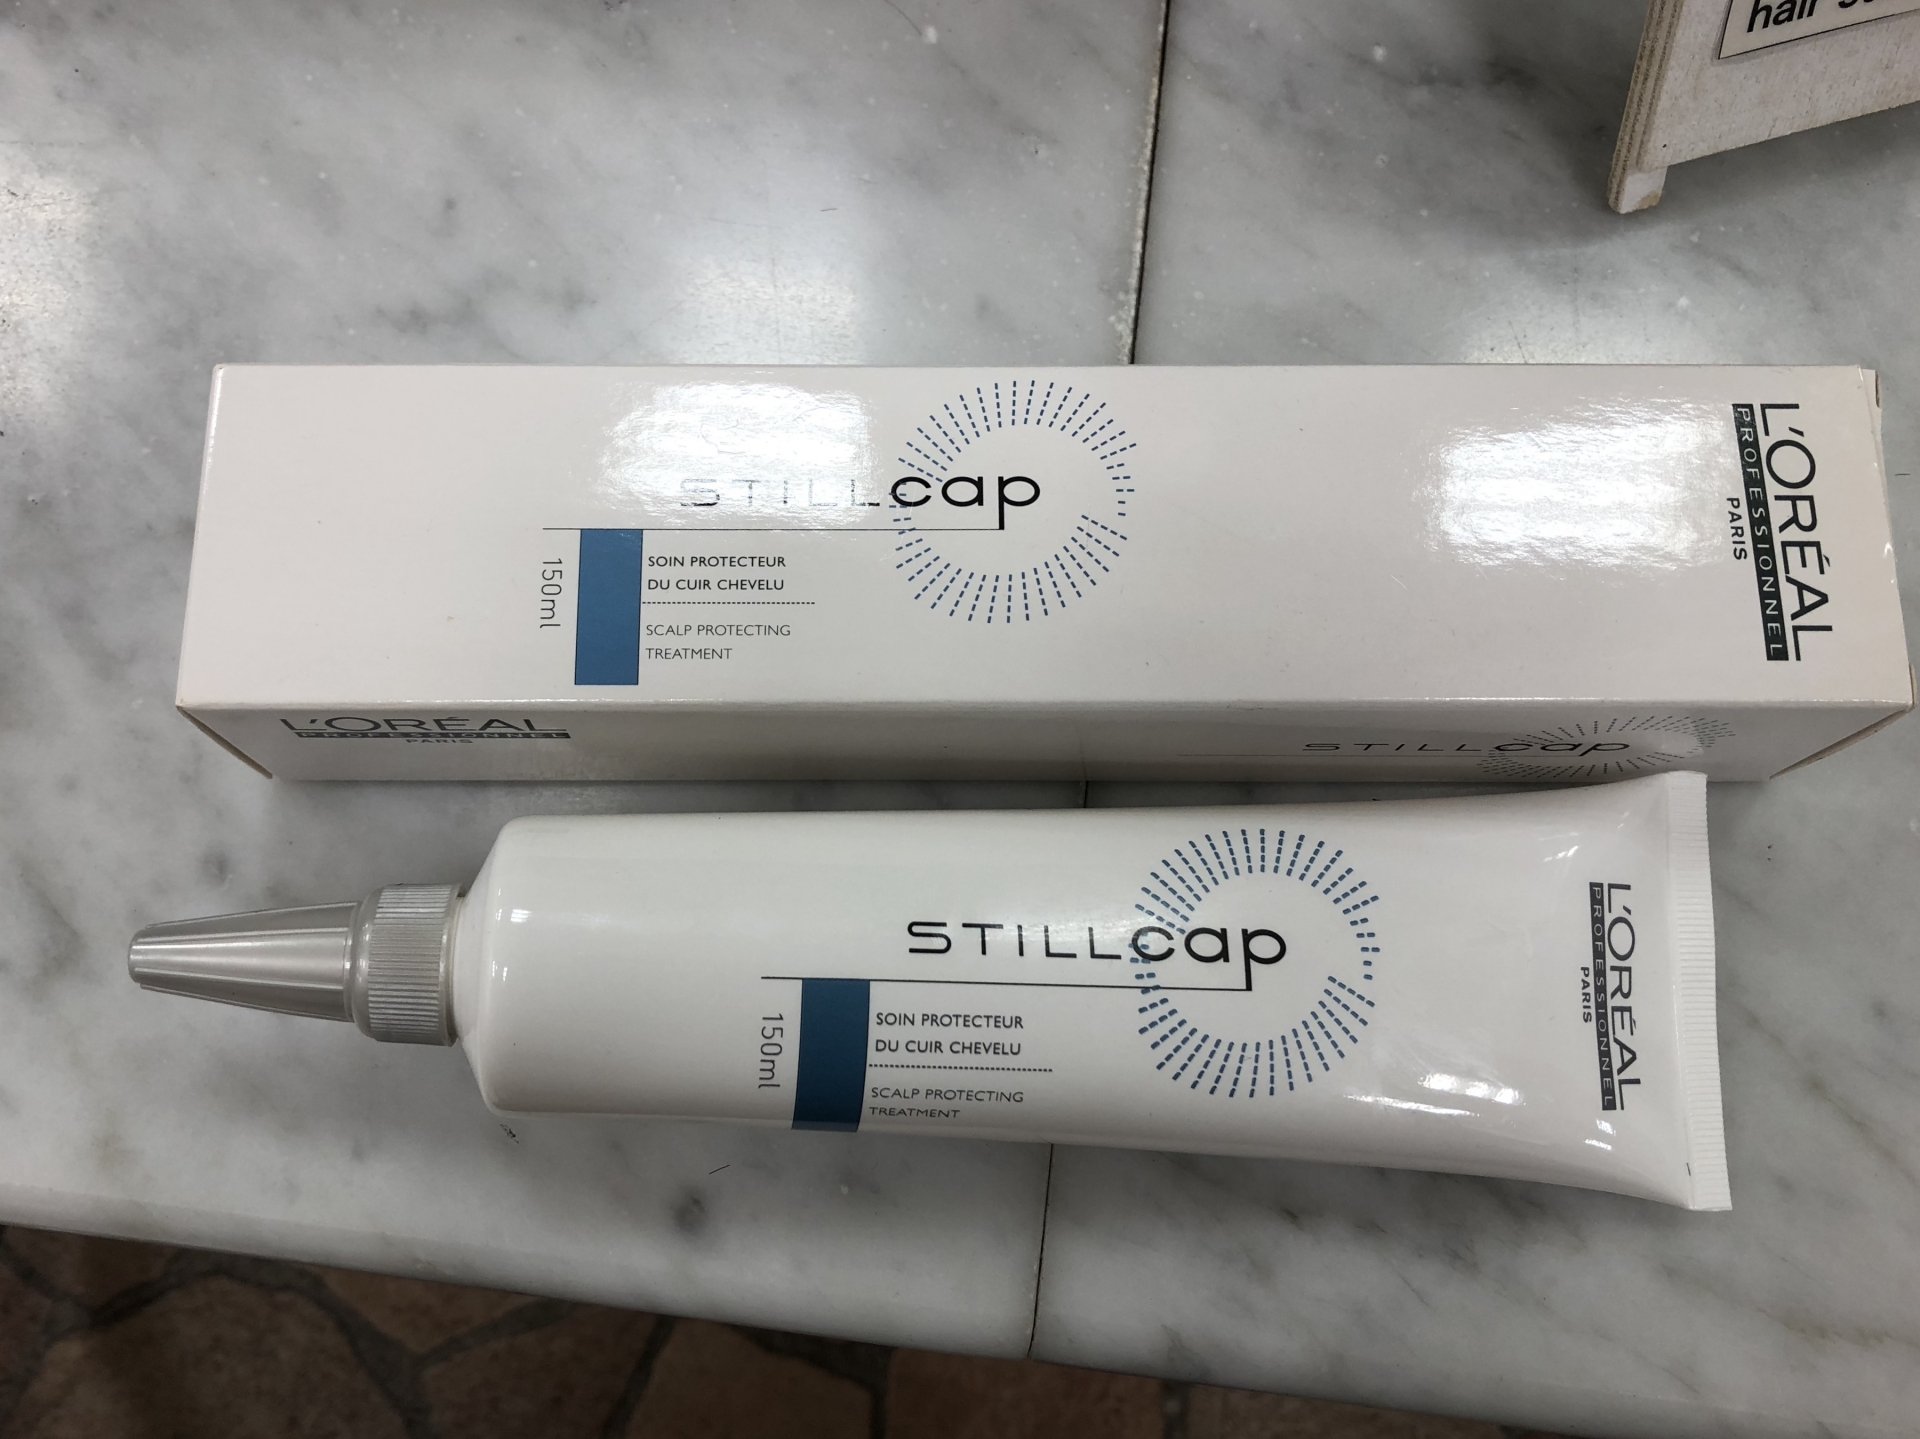 hair
STILLcap
150ml
SOIN PROTECTEUR
DU CUIR CHEVELU
SCALP PROTECTING
TREATMENT
L'ORÉAL
PROFESSIONNEL
PARIS
L'ORÉAL
PROFESSIONNEL
PARIS
STILLcap
STILLcap
150ml
SOIN PROTECTEUR
DU CUIR CHEVELU
SCALP PROTECTING
TREATMENT
L'ORÉAL
PROFESSIONNEL
PARIS